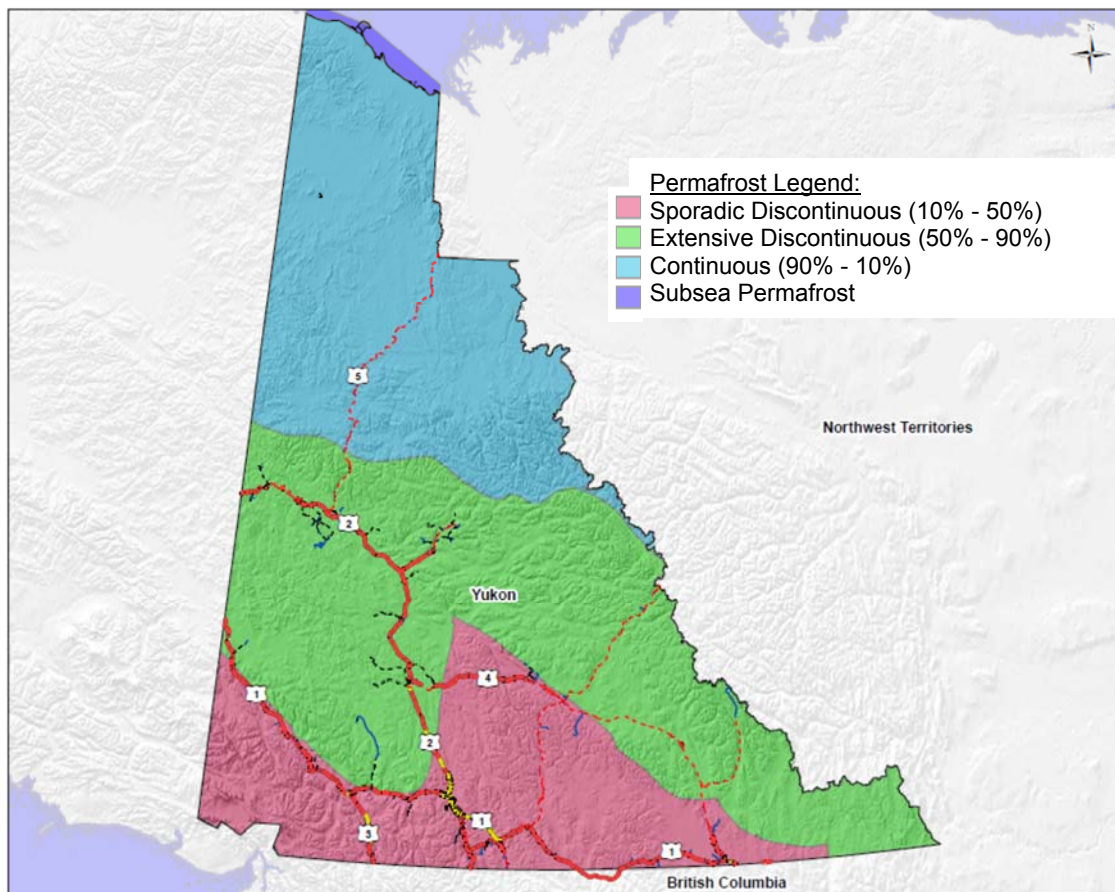 N
Permafrost Legend:
Sporadic Discontinuous (10% - 50%)
Extensive Discontinuous (50% - 90%)
Continuous (90% - 10%)
Subsea Permafrost
5
Northwest Territories
2
Yukon
4
1
2
1
3
1
British Columbia